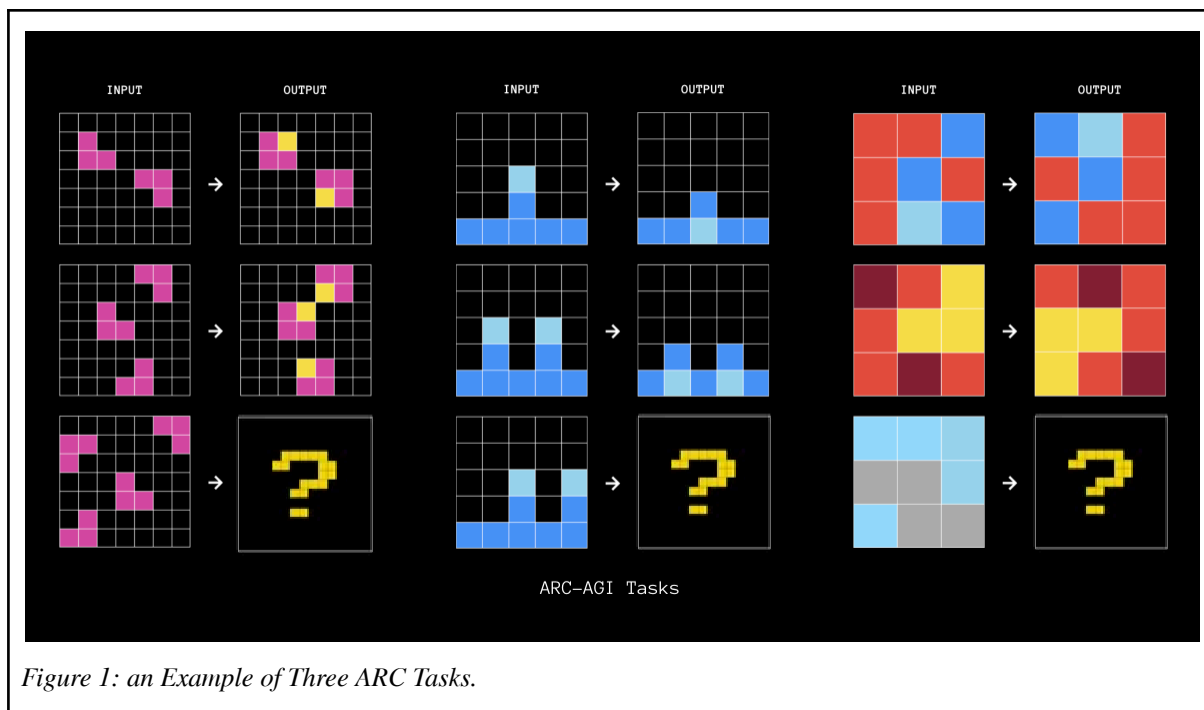 INPUT OUTPUT INPUT OUTPUT INPUT OUTPUT
→ → →
→ → →
→ ? → ? → ?
ARC-AGI Tasks
Figure 1: an Example of Three ARC Tasks.